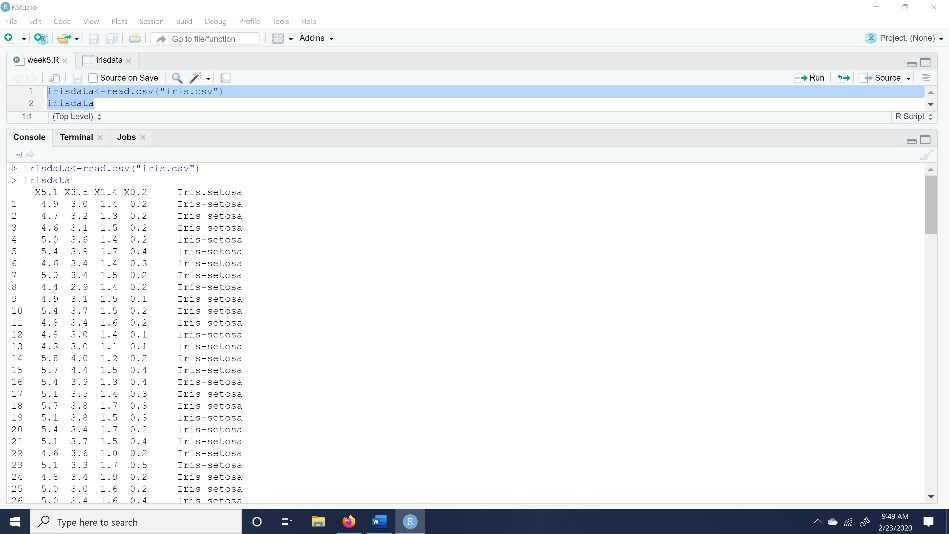 RStudio
File Edit Code View Plots Session Build Debug Profile Tools Help
Go to file/function Addins Project: (None)
week5.R irisdata
Source on Save Run Source
1 irisdata<-read.csv("iris.csv")
2 irisdata
1:1 (Top Level) R Script
Console Terminal Jobs
~/
> irisdata<-read.csv("iris.csv")
> irisdata
X5.1 X3.5 X1.4 X0.2 Iris.setosa
1 4.9 3.0 1.4 0.2 Iris-setosa
2 4.7 3.2 1.3 0.2 Iris-setosa
3 4.6 3.1 1.5 0.2 Iris-setosa
4 5.0 3.6 1.4 0.2 Iris-setosa
5 5.4 3.9 1.7 0.4 Iris-setosa
6 4.6 3.4 1.4 0.3 Iris-setosa
7 5.0 3.4 1.5 0.2 Iris-setosa
8 4.4 2.9 1.4 0.2 Iris-setosa
9 4.9 3.1 1.5 0.1 Iris-setosa
10 5.4 3.7 1.5 0.2 Iris-setosa
11 4.8 3.4 1.6 0.2 Iris-setosa
12 4.8 3.0 1.4 0.1 Iris-setosa
13 4.3 3.0 1.1 0.1 Iris-setosa
14 5.8 4.0 1.2 0.2 Iris-setosa
15 5.7 4.4 1.5 0.4 Iris-setosa
16 5.4 3.9 1.3 0.4 Iris-setosa
17 5.1 3.5 1.4 0.3 Iris-setosa
18 5.7 3.8 1.7 0.3 Iris-setosa
19 5.1 3.8 1.5 0.3 Iris-setosa
20 5.4 3.4 1.7 0.2 Iris-setosa
21 5.1 3.7 1.5 0.4 Iris-setosa
22 4.6 3.6 1.0 0.2 Iris-setosa
23 5.1 3.3 1.7 0.5 Iris-setosa
24 4.8 3.4 1.9 0.2 Iris-setosa
25 5.0 3.0 1.6 0.2 Iris-setosa
26 5.0 3.4 1.6 0.4 Iris-setosa
Type here to search
9:49 AM
2/23/2020